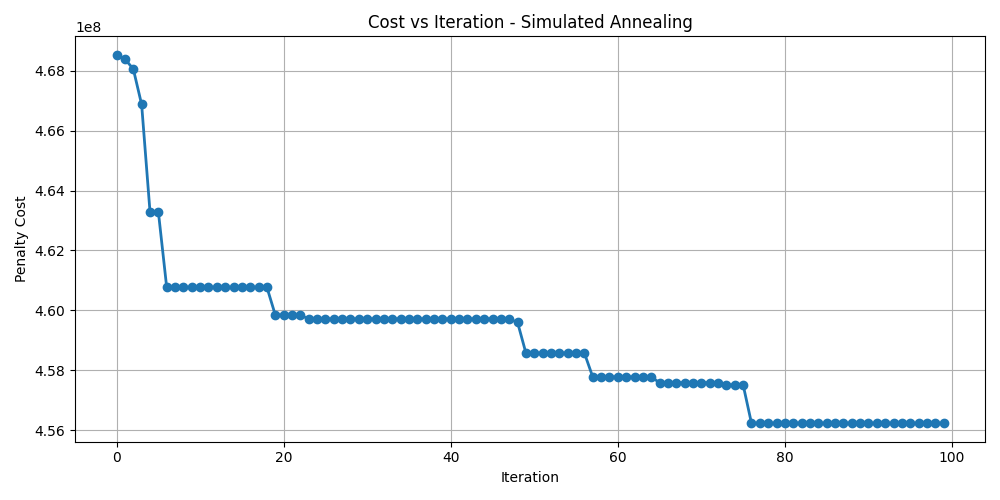 Cost vs Iteration - Simulated Annealing
1e8
4.68
4.66
4.64
4.62
4.60
4.58
4.56
Penalty Cost
0 20 40 60 80 100
Iteration